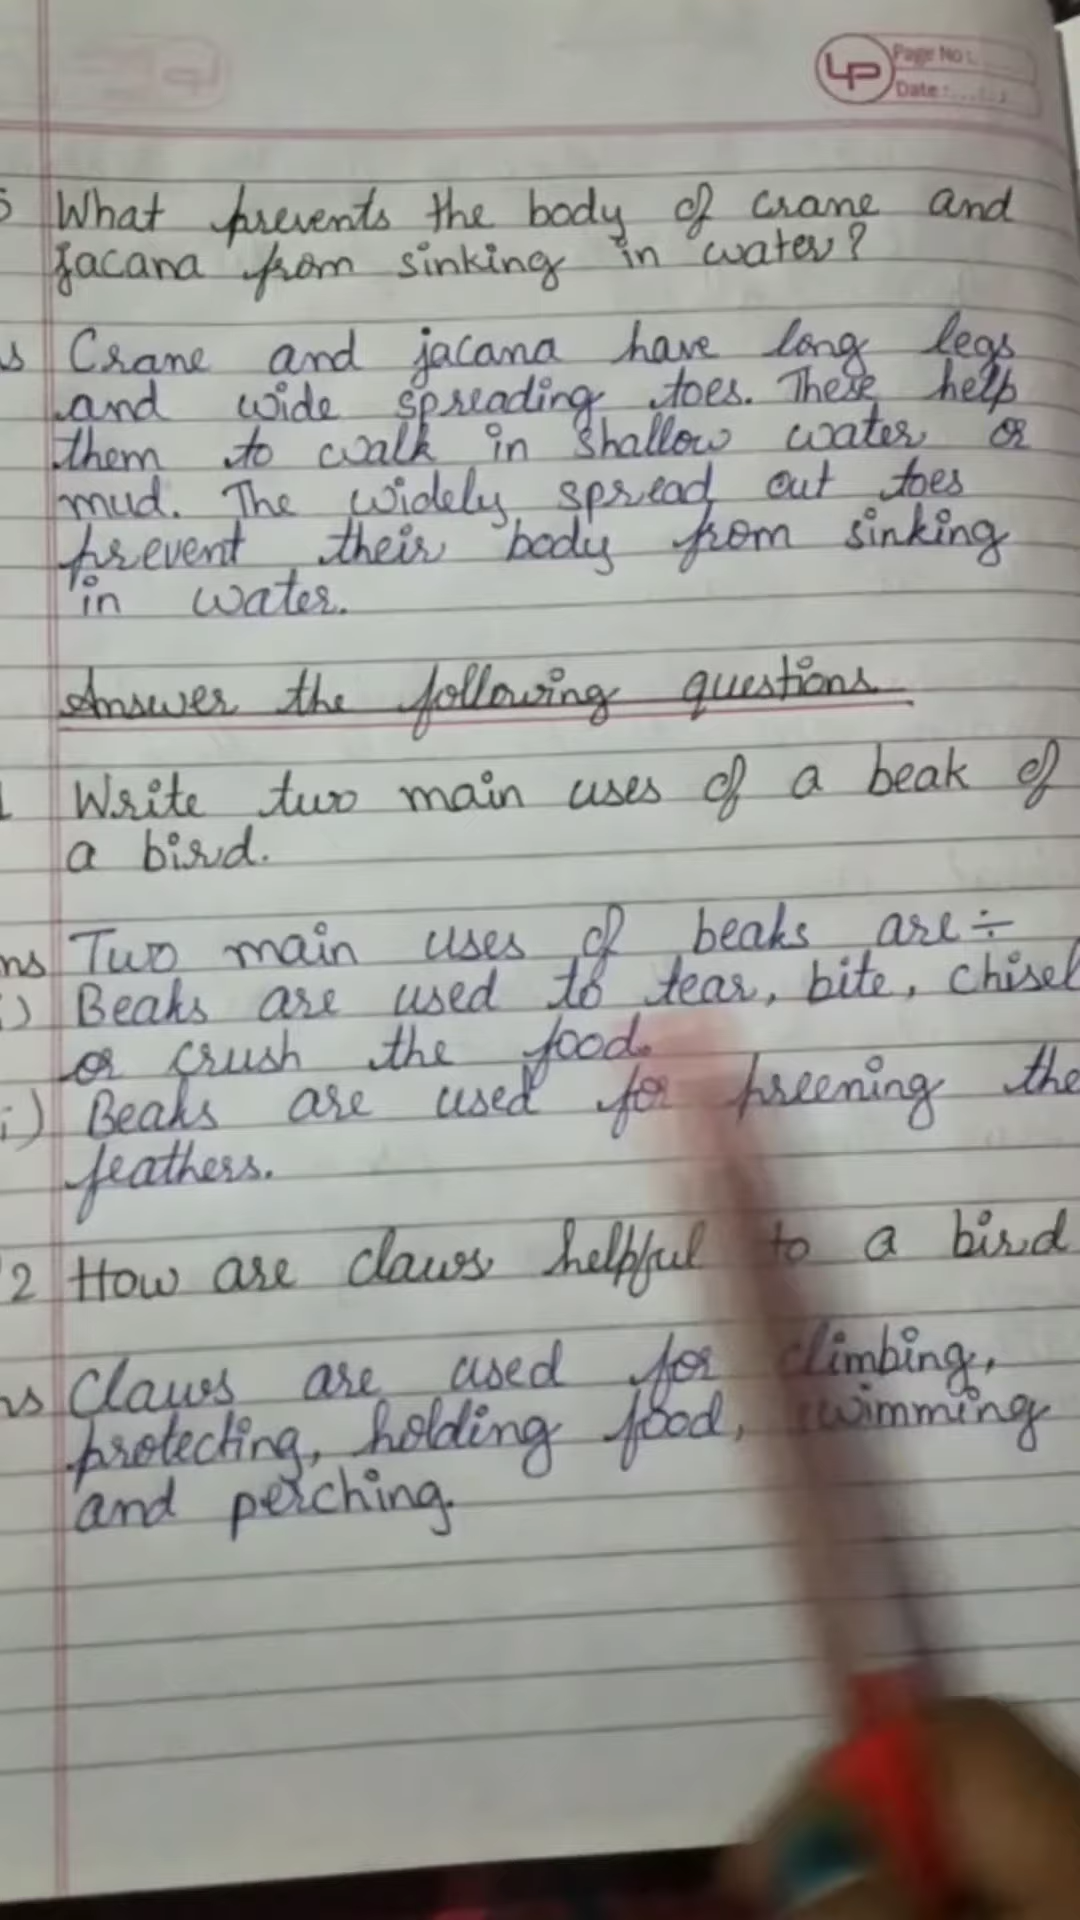 LP Page No:
Date:
5 What prevents the body of crane and
jacana from sinking in water?
s Crane and jacana have long legs
and wide spreading toes. These help
them to walk in shallow water or
mud. The widely spread out toes
prevent their body from sinking
in water.
Answer the following questions
1 Write two main uses of a beak of
a bird.
ns Two main uses of beaks are÷
i) Beaks are used to tear, bite, chisel
or crush the food.
i) Beaks are used for preening the
feathers.
2 How are claws helpful to a bird
ns Claws are used for climbing,
protecting, holding food, swimming
and perching.